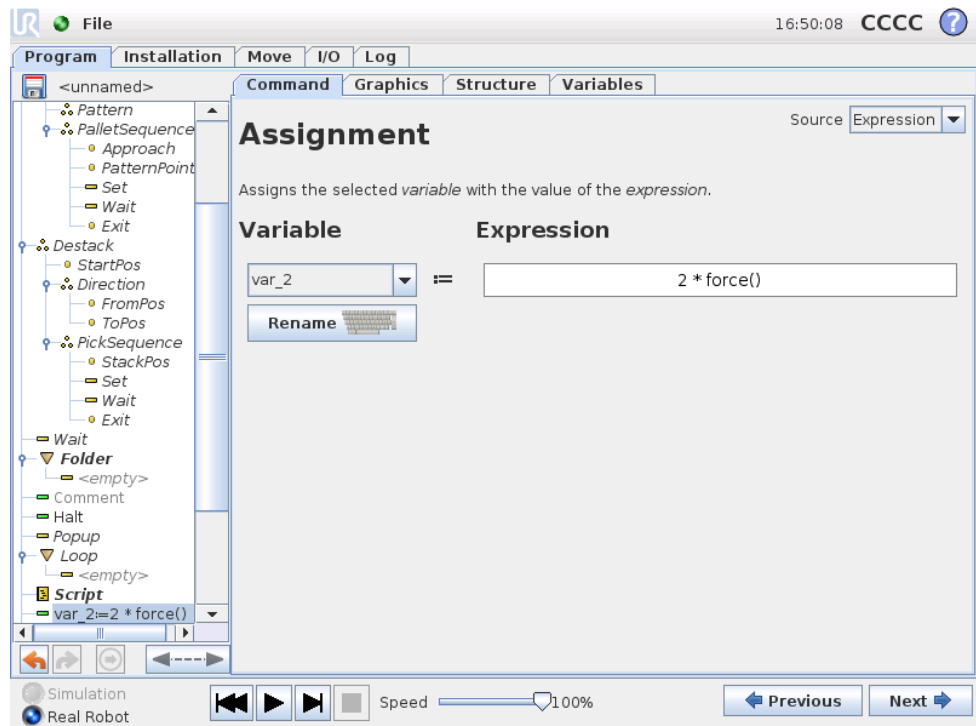 UR File 16:50:08 CCCC ?
Program Installation Move I/O Log
<unnamed>
Command Graphics Structure Variables
Pattern
PalletSequence
Approach
PatternPoint
Set
Wait
Exit
Destack
StartPos
Direction
FromPos
ToPos
PickSequence
StackPos
Set
Wait
Exit
Wait
Folder
<empty>
Comment
Halt
Popup
Loop
<empty>
Script
var_2:=2 * force()
Source Expression
Assignment
Assigns the selected variable with the value of the expression.
Variable Expression
var_2 := 2 * force()
Rename
Simulation
Real Robot
Speed 100%
Previous Next